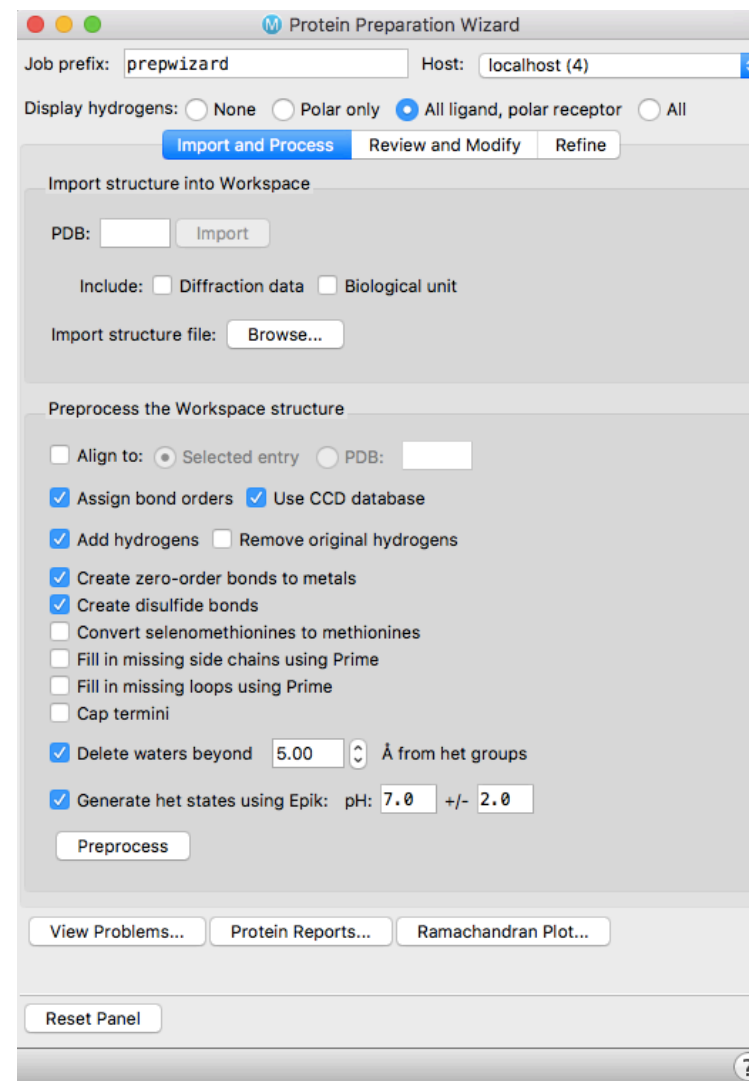 M Protein Preparation Wizard
Job prefix: prepwizard Host: localhost (4)
Display hydrogens: None Polar only All ligand, polar receptor All
Import and Process Review and Modify Refine
Import structure into Workspace
PDB: Import
Include: Diffraction data Biological unit
Import structure file: Browse...
Preprocess the Workspace structure
Align to: Selected entry PDB:
Assign bond orders Use CCD database
Add hydrogens Remove original hydrogens
Create zero-order bonds to metals
Create disulfide bonds
Convert selenomethionines to methionines
Fill in missing side chains using Prime
Fill in missing loops using Prime
Cap termini
Delete waters beyond 5.00 Å from het groups
Generate het states using Epik: pH: 7.0 +/- 2.0
Preprocess
View Problems... Protein Reports... Ramachandran Plot...
Reset Panel
?